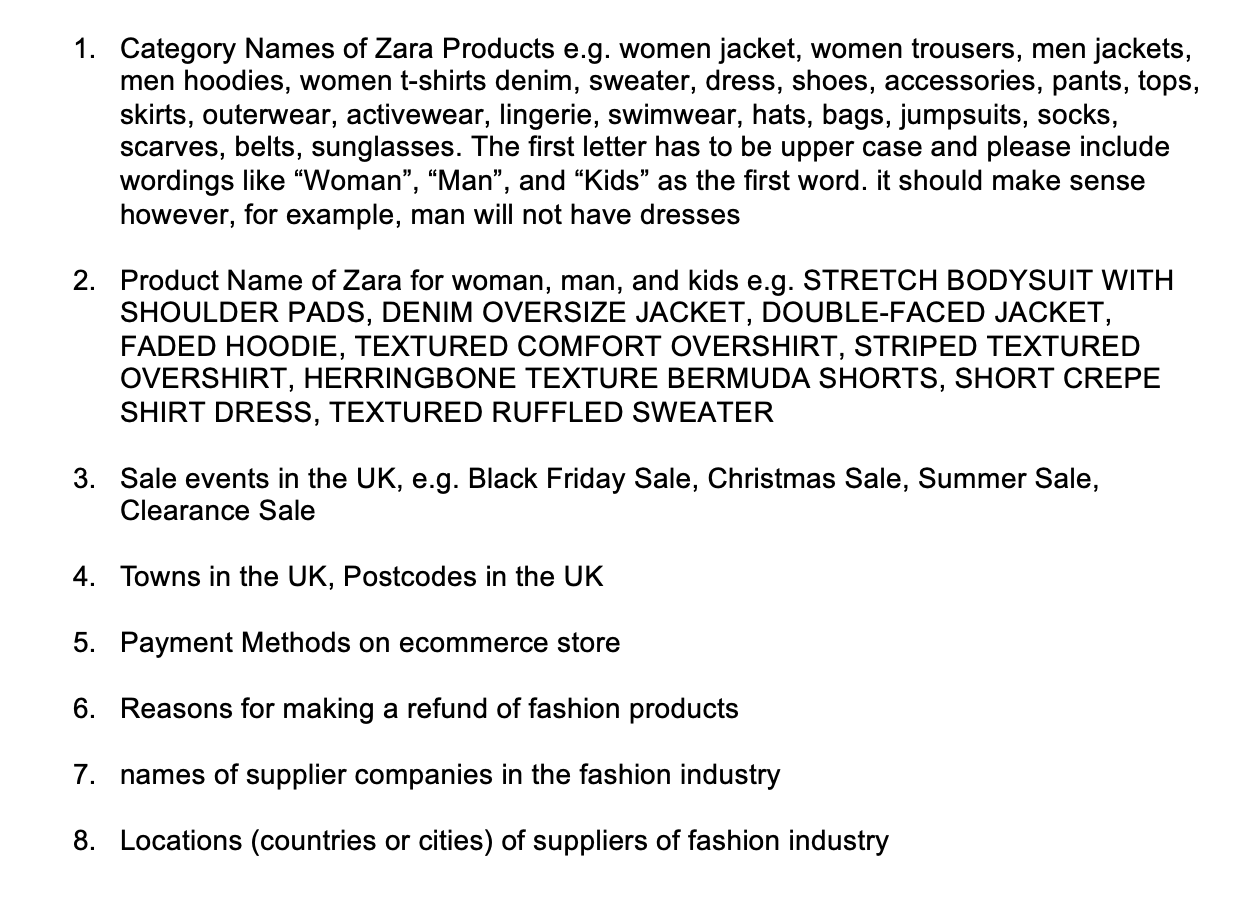 1. Category Names of Zara Products e.g. women jacket, women trousers, men jackets,
men hoodies, women t-shirts denim, sweater, dress, shoes, accessories, pants, tops,
skirts, outerwear, activewear, lingerie, swimwear, hats, bags, jumpsuits, socks,
scarves, belts, sunglasses. The first letter has to be upper case and please include
wordings like “Woman”, “Man”, and “Kids” as the first word. it should make sense
however, for example, man will not have dresses
2. Product Name of Zara for woman, man, and kids e.g. STRETCH BODYSUIT WITH
SHOULDER PADS, DENIM OVERSIZE JACKET, DOUBLE-FACED JACKET,
FADED HOODIE, TEXTURED COMFORT OVERSHIRT, STRIPED TEXTURED
OVERSHIRT, HERRINGBONE TEXTURE BERMUDA SHORTS, SHORT CREPE
SHIRT DRESS, TEXTURED RUFFLED SWEATER
3. Sale events in the UK, e.g. Black Friday Sale, Christmas Sale, Summer Sale,
Clearance Sale
4. Towns in the UK, Postcodes in the UK
5. Payment Methods on ecommerce store
6. Reasons for making a refund of fashion products
7. names of supplier companies in the fashion industry
8. Locations (countries or cities) of suppliers of fashion industry